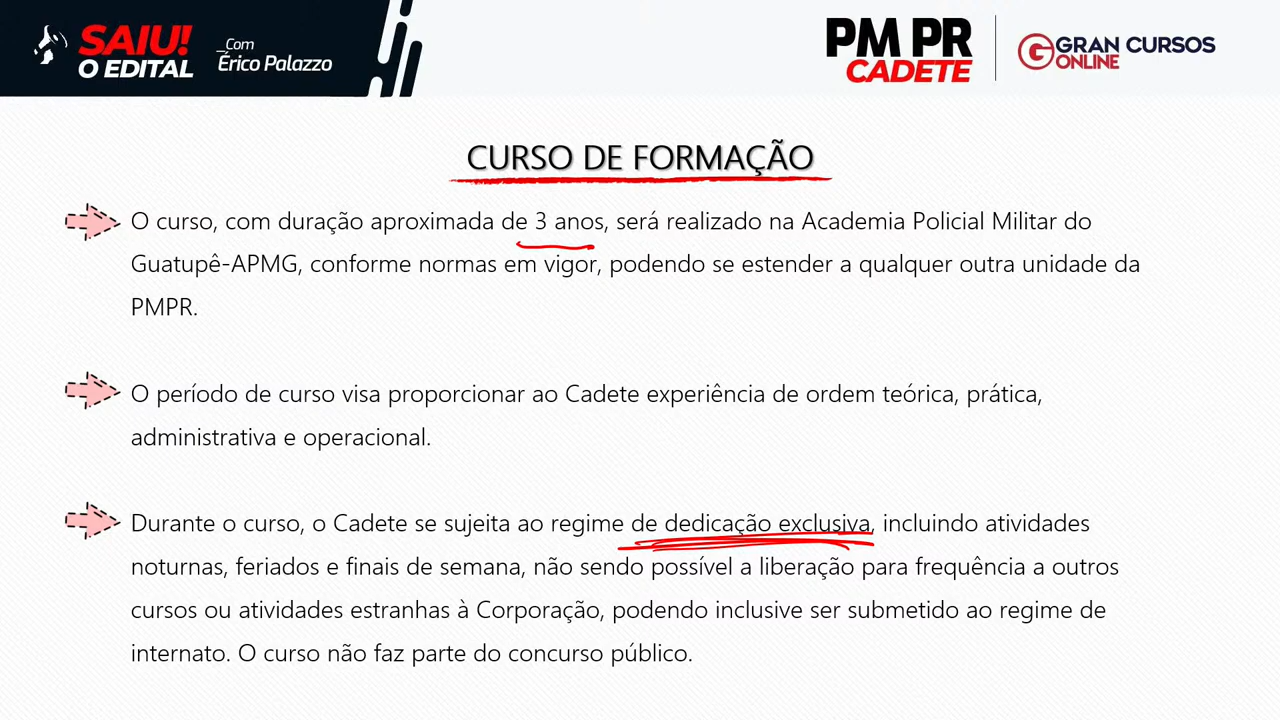 SAIU!
O EDITAL
_Com
Érico Palazzo
PM PR
CADETE
GRAN CURSOS
ONLINE
CURSO DE FORMAÇÃO
O curso, com duração aproximada de 3 anos, será realizado na Academia Policial Militar do
Guatupê-APMG, conforme normas em vigor, podendo se estender a qualquer outra unidade da
PMPR.
O período de curso visa proporcionar ao Cadete experiência de ordem teórica, prática,
administrativa e operacional.
Durante o curso, o Cadete se sujeita ao regime de dedicação exclusiva, incluindo atividades
noturnas, feriados e finais de semana, não sendo possível a liberação para frequência a outros
cursos ou atividades estranhas à Corporação, podendo inclusive ser submetido ao regime de
internato. O curso não faz parte do concurso público.